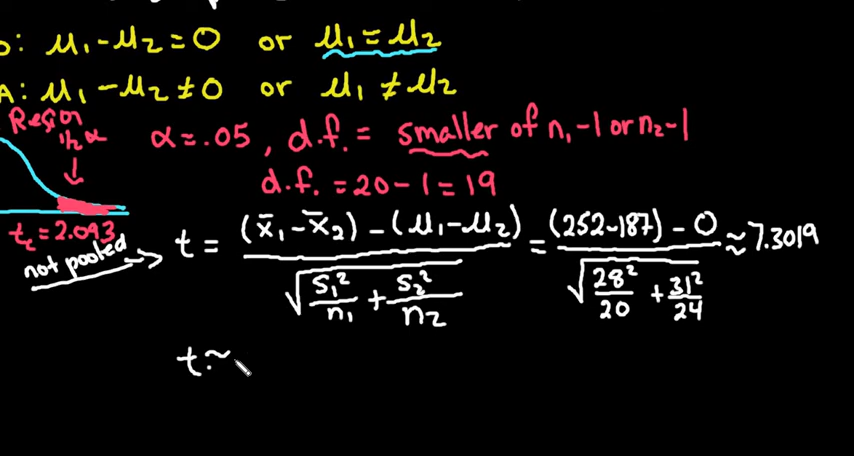 O: μ₁-μ₂=0 or μ₁=μ₂
A: μ₁-μ₂≠0 or μ₁≠μ₂
Region
1/2 α
α=.05, d.f.= smaller of n₁-1 or n₂-1
d.f.=20-1=19
t_c=2.093
not pooled
t = ((x̄₁-x̄₂)-(μ₁-μ₂))/√(s₁²/n₁+s₂²/n₂) = ((252-187)-0)/√(28²/20+31²/24) ≈7.3019
t≈